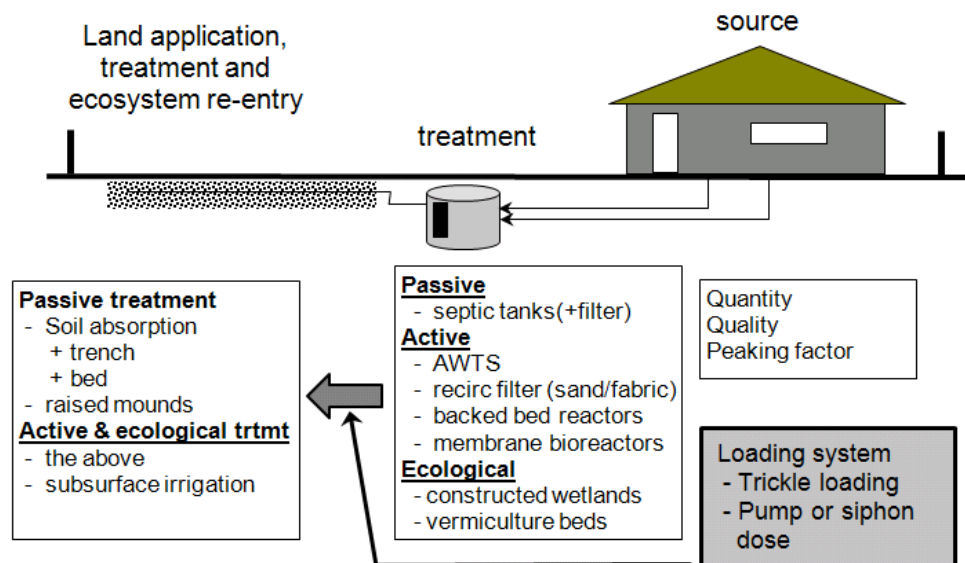 Land application,
treatment and
ecosystem re-entry
treatment
source
Passive treatment
- Soil absorption
+ trench
+ bed
- raised mounds
Active & ecological trtmt
- the above
- subsurface irrigation
Passive
- septic tanks(+filter)
Active
- AWTS
- recirc filter (sand/fabric)
- backed bed reactors
- membrane bioreactors
Ecological
- constructed wetlands
- vermiculture beds
Quantity
Quality
Peaking factor
Loading system
- Trickle loading
- Pump or siphon
dose